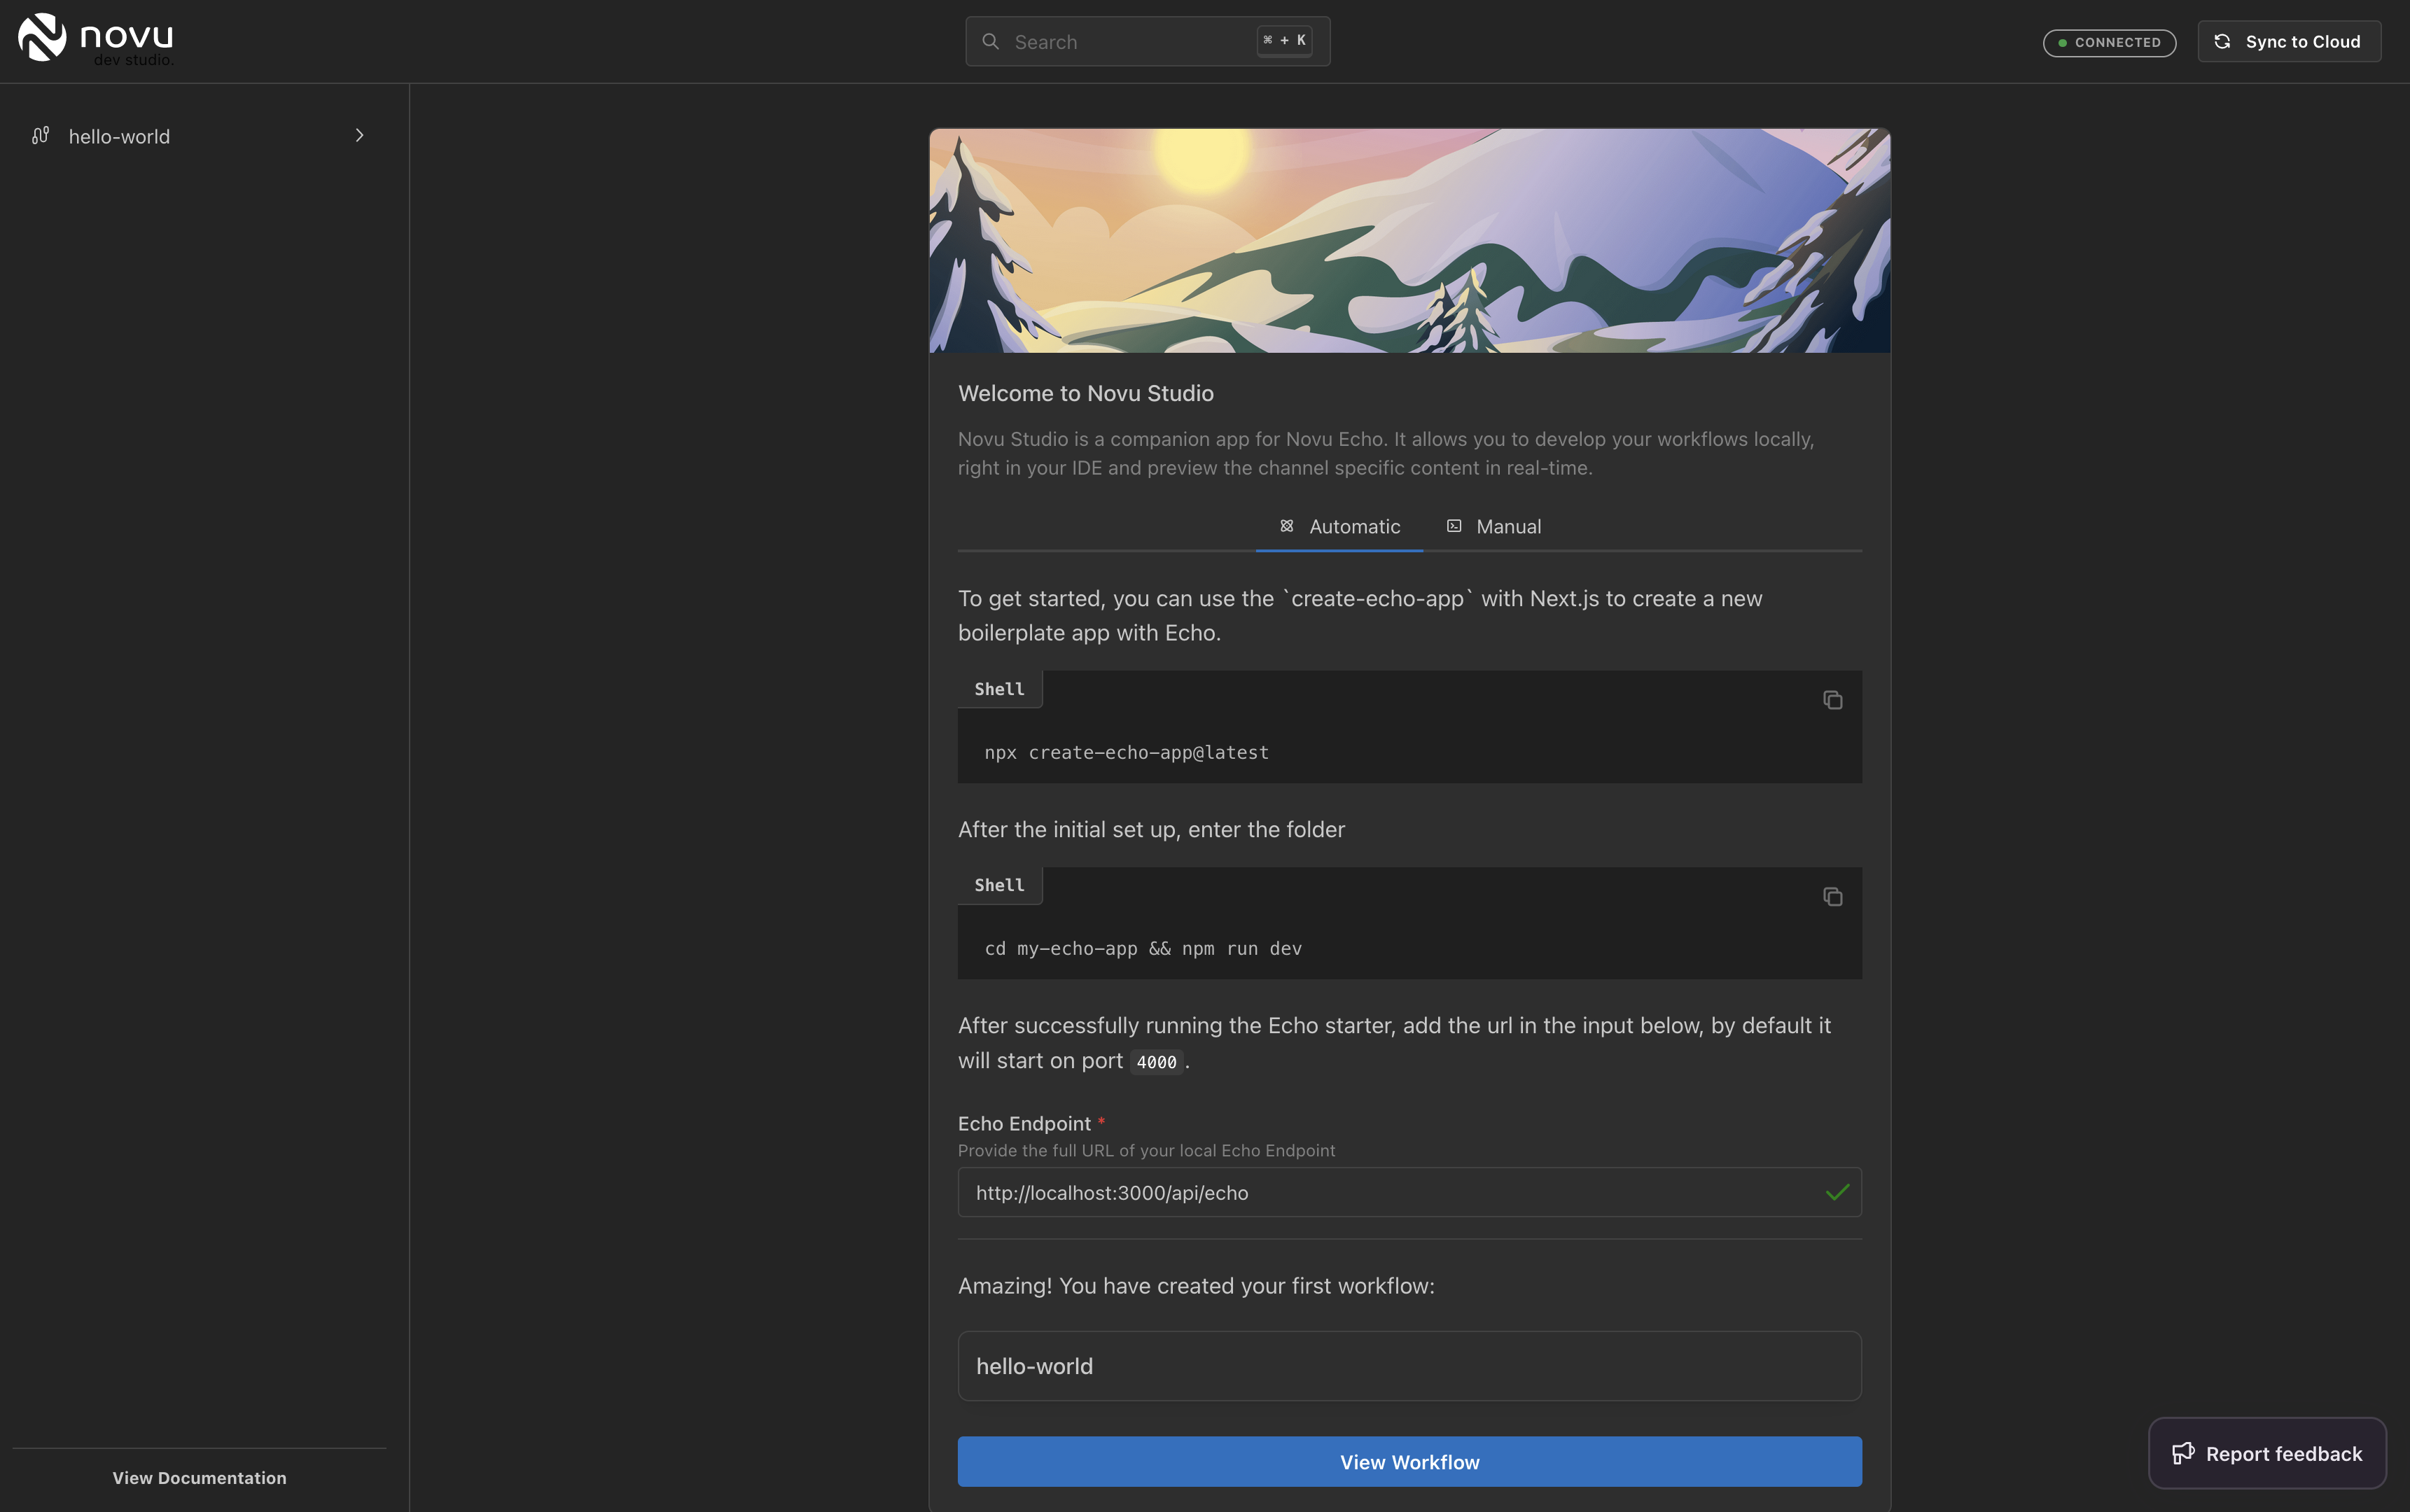 novu
dev studio.
Search
⌘ + K
CONNECTED
Sync to Cloud
hello-world
Welcome to Novu Studio
Novu Studio is a companion app for Novu Echo. It allows you to develop your workflows locally,
right in your IDE and preview the channel specific content in real-time.
Automatic
Manual
To get started, you can use the `create-echo-app` with Next.js to create a new
boilerplate app with Echo.
Shell
npx create-echo-app@latest
After the initial set up, enter the folder
Shell
cd my-echo-app && npm run dev
After successfully running the Echo starter, add the url in the input below, by default it
will start on port 4000.
Echo Endpoint *
Provide the full URL of your local Echo Endpoint
http://localhost:3000/api/echo
Amazing! You have created your first workflow:
hello-world
View Workflow
View Documentation
Report feedback